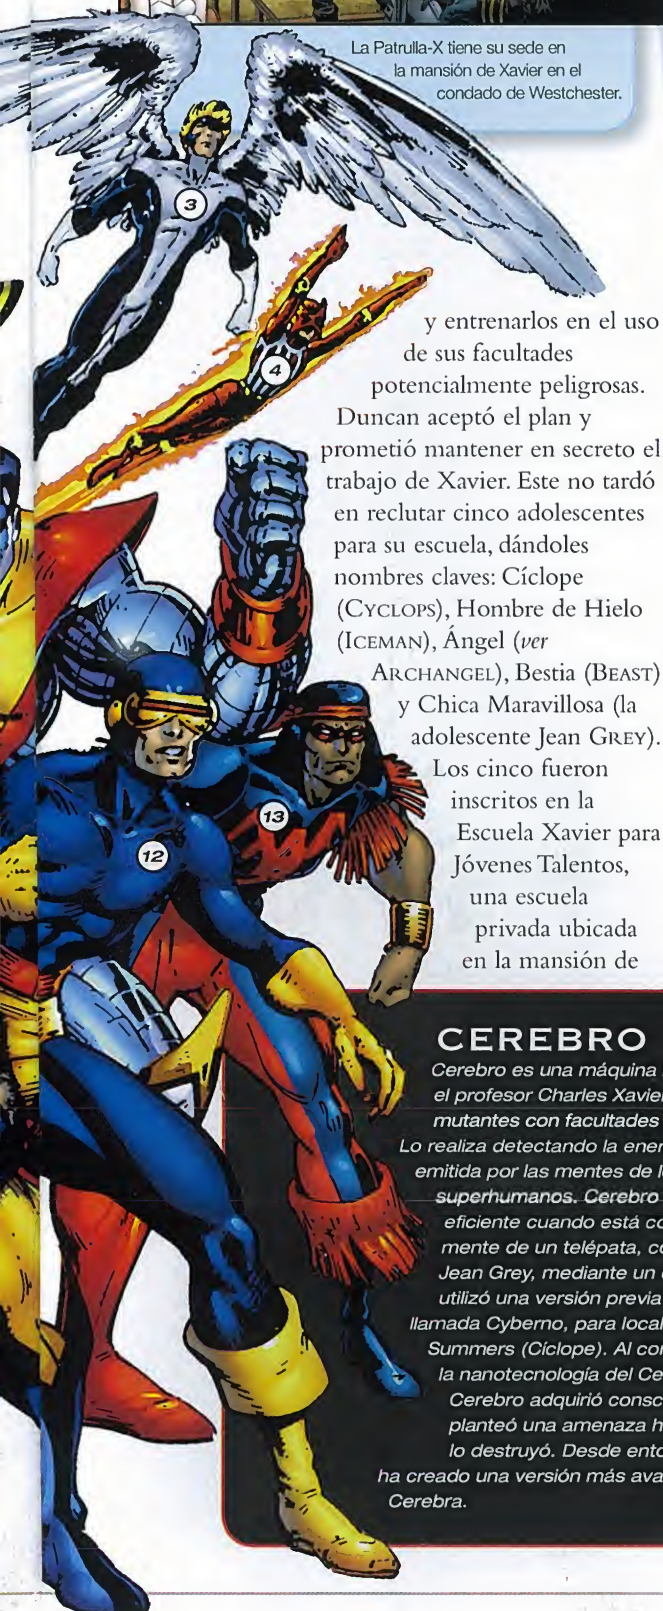 La Patrulla-X tiene su sede en
la mansión de Xavier en el
condado de Westchester.
3
4
y entrenarlos en el uso
de sus facultades
potencialmente peligrosas.
Duncan aceptó el plan y
prometió mantener en secreto el
trabajo de Xavier. Este no tardó
en reclutar cinco adolescentes
para su escuela, dándoles
nombres claves: Cíclope
(CYCLOPS), Hombre de Hielo
(ICEMAN), Ángel (ver
ARCHANGEL), Bestia (BEAST)
y Chica Maravillosa (la
adolescente Jean GREY).
Los cinco fueron
inscritos en la
Escuela Xavier para
Jóvenes Talentos,
una escuela
privada ubicada
en la mansión de
13
12
CEREBRO
Cerebro es una máquina
el profesor Charles Xavier
mutantes con facultades
Lo realiza detectando la ener
emitida por las mentes de l
superhumanos. Cerebro
eficiente cuando está co
mente de un telépata, co
Jean Grey, mediante un
utilizó una versión previa
llamada Cyberno, para local
Summers (Cíclope). Al co
la nanotecnología del Ce
Cerebro adquirió consc
planteó una amenaza h
lo destruyó. Desde ento
ha creado una versión más ava
Cerebra.